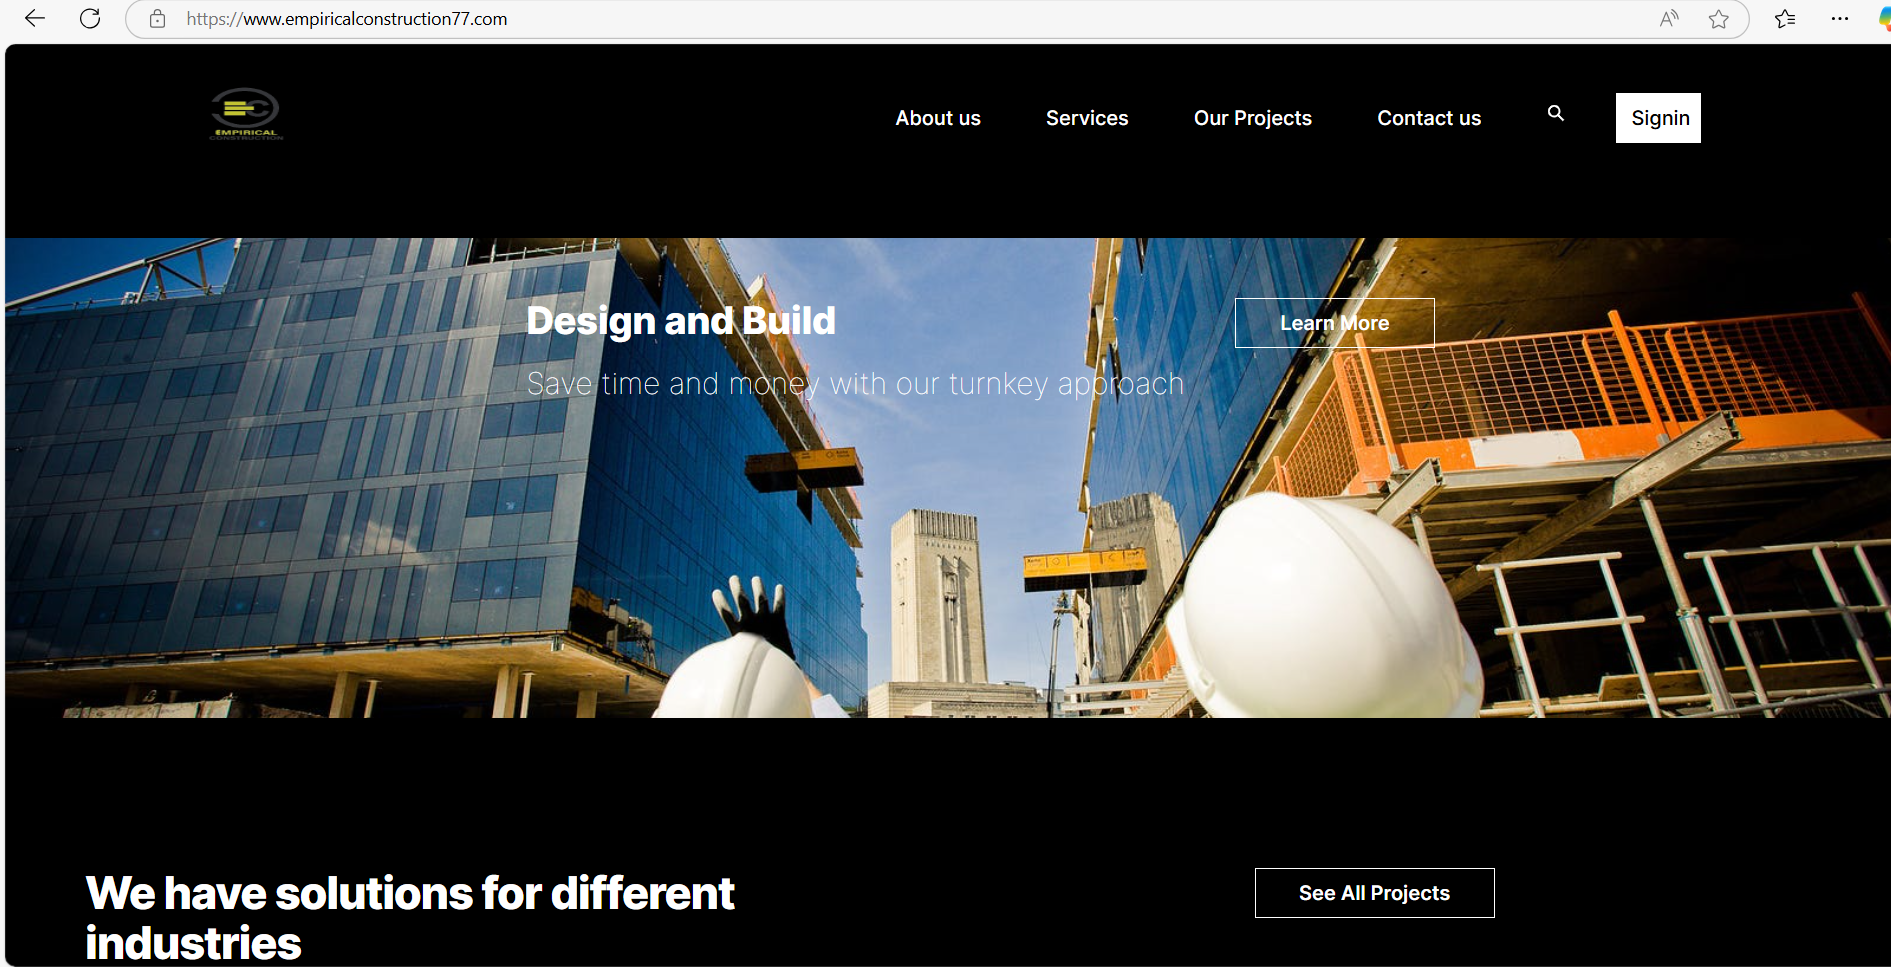 https://www.empiricalconstruction77.com
EMPIRICAL
CONSTRUCTION
About us
Services
Our Projects
Contact us
Signin
Design and Build
Learn More
Save time and money with our turnkey approach
We have solutions for different
industries
See All Projects